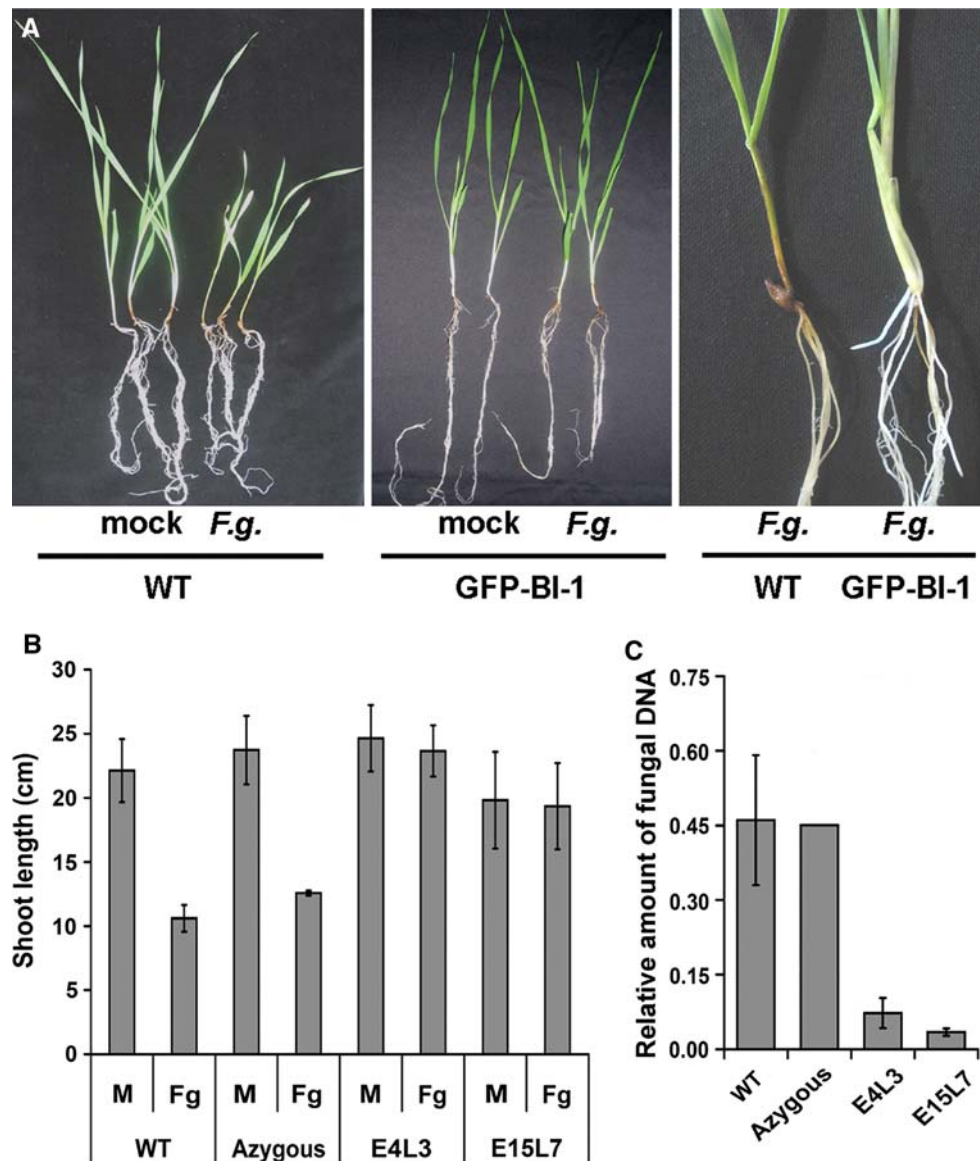 A
mock F.g.
WT
mock F.g.
GFP-BI-1
F.g. F.g.
WT GFP-BI-1
B
Shoot length (cm)
30
25
20
15
10
5
0
M Fg M Fg M Fg M Fg
WT Azygous E4L3 E15L7
C
Relative amount of fungal DNA
0.75
0.60
0.45
0.30
0.15
0.00
WT
Azygous
E4L3
E15L7